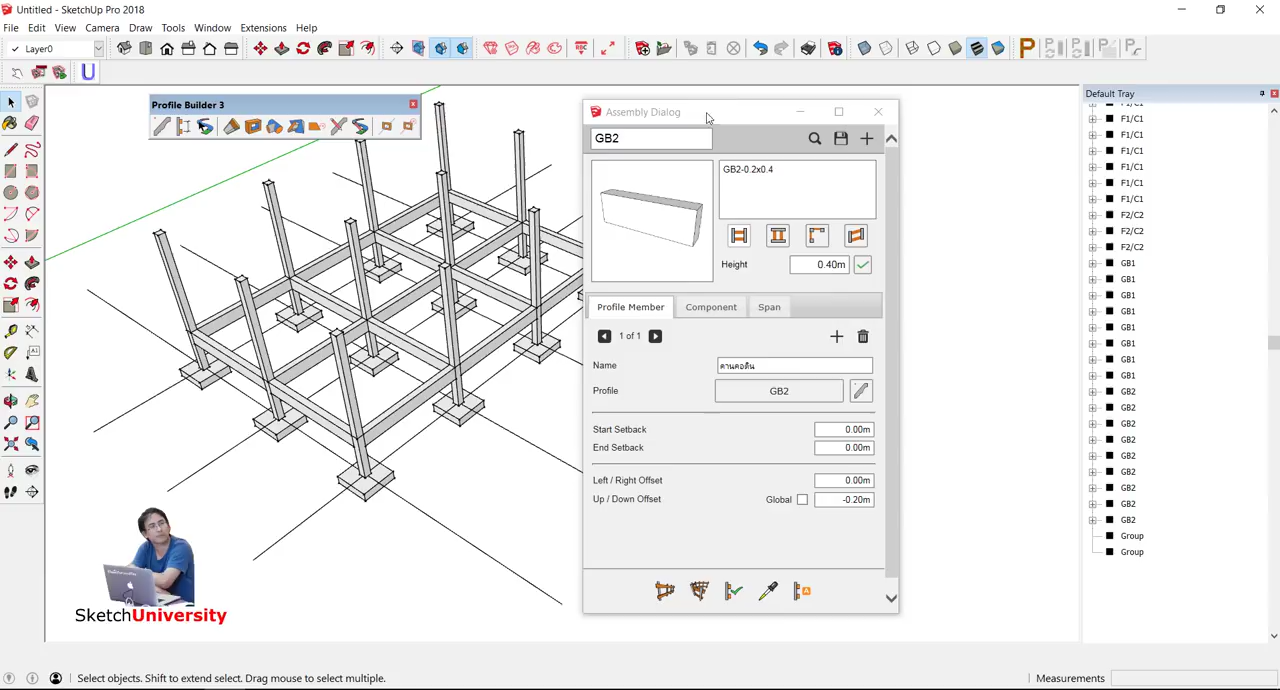 Untitled - SketchUp Pro 2018
File Edit View Camera Draw Tools Window Extensions Help
Layer0
ABC
Profile Builder 3
Assembly Dialog
GB2
GB2-0.2x0.4
Height 0.40m
Profile Member Component Span
1 of 1
Name คานคอดิน
Profile GB2
Start Setback 0.00m
End Setback 0.00m
Left / Right Offset 0.00m
Up / Down Offset Global -0.20m
Default Tray
F1/C1
F1/C1
F1/C1
F1/C1
F1/C1
F1/C1
F1/C1
F2/C2
F2/C2
F2/C2
GB1
GB1
GB1
GB1
GB1
GB1
GB1
GB1
GB2
GB2
GB2
GB2
GB2
GB2
GB2
GB2
GB2
Group
Group
SketchUniversity
Select objects. Shift to extend select. Drag mouse to select multiple.
Measurements